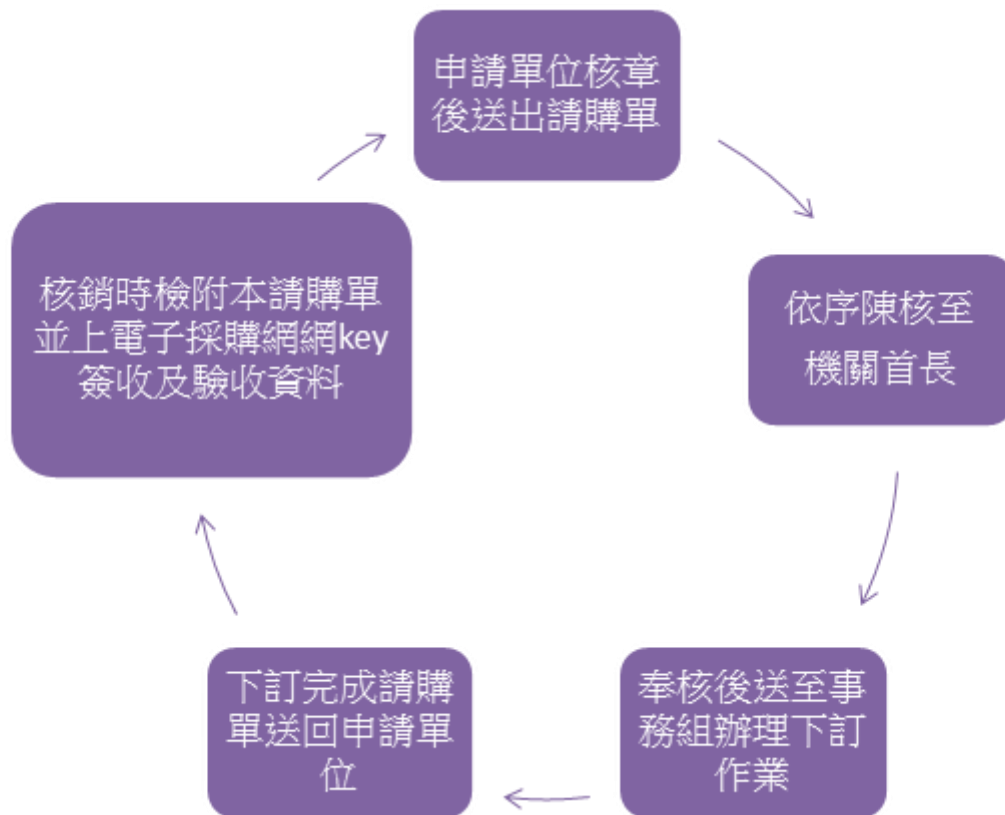 申請單位核章
後送出請購單
依序陳核至
機關首長
奉核後送至事
務組辦理下訂
作業
下訂完成請購
單送回申請單
位
核銷時檢附本請購單
並上電子採購網網key
簽收及驗收資料